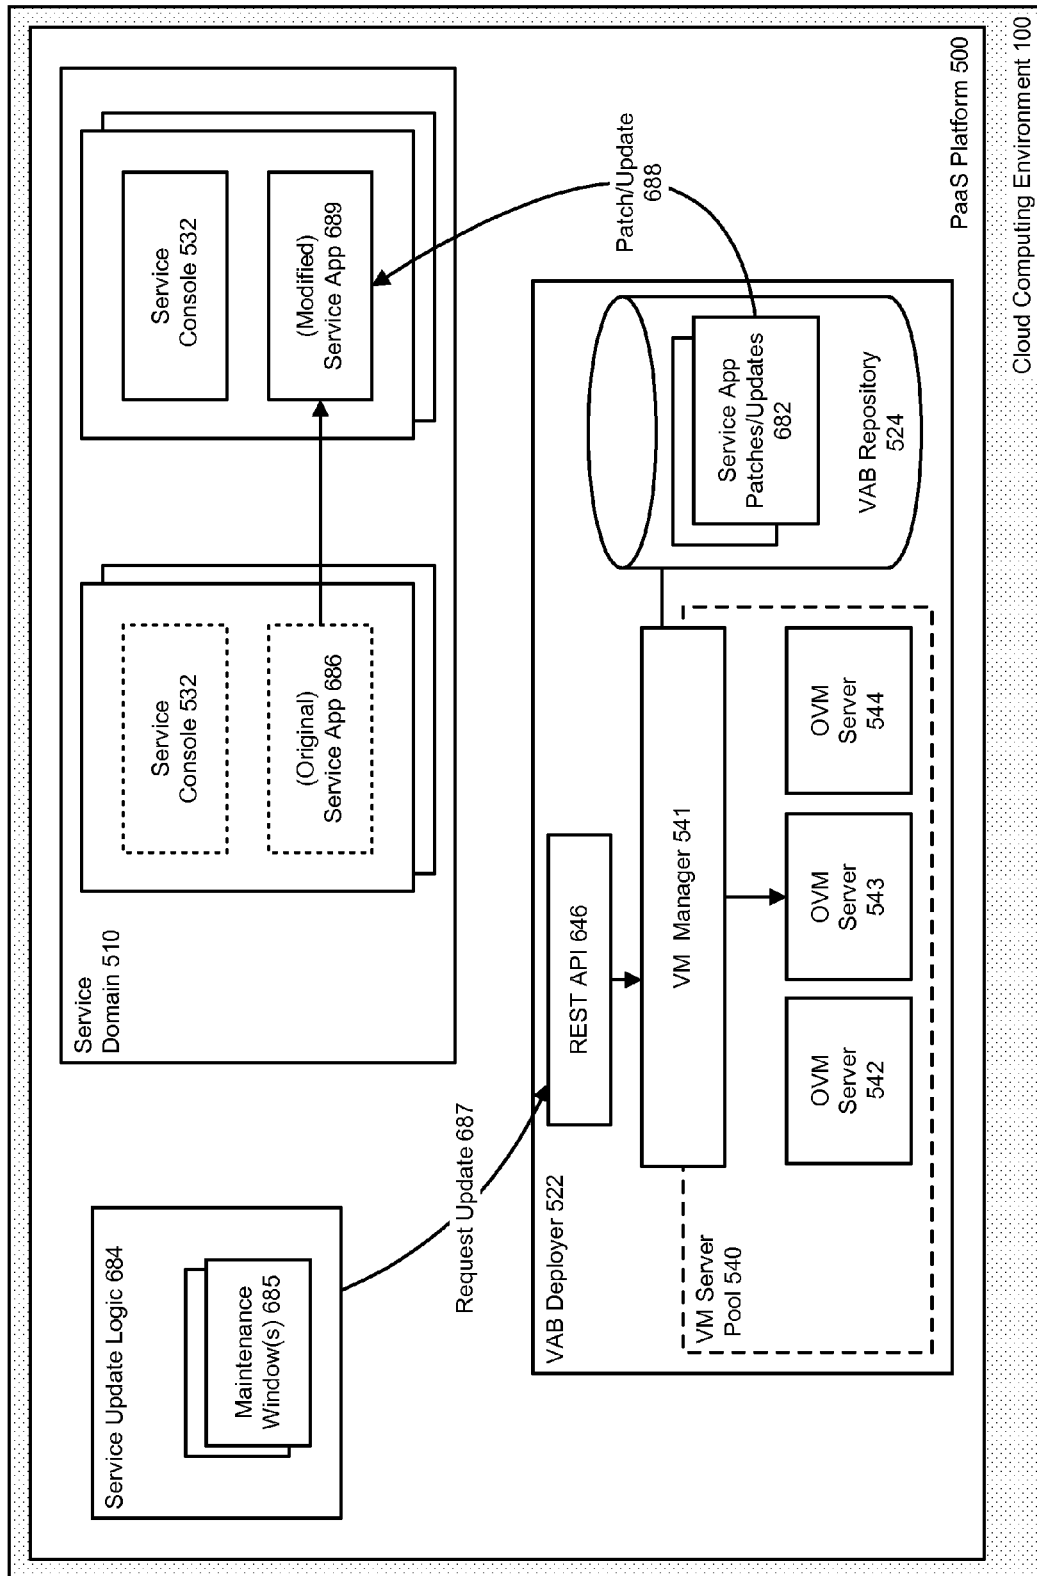 Service Update Logic 684
Maintenance
Window(s) 685
Service
Domain 510
Service
Console 532
(Original)
Service App 686
Service
Console 532
(Modified)
Service App 689
Request Update 687
Patch/Update
688
VAB Deployer 522
REST API 646
VM Server
Pool 540
VM Manager 541
OVM
Server
542
OVM
Server
543
OVM
Server
544
Service App
Patches/Updates
682
VAB Repository
524
PaaS Platform 500
Cloud Computing Environment 100